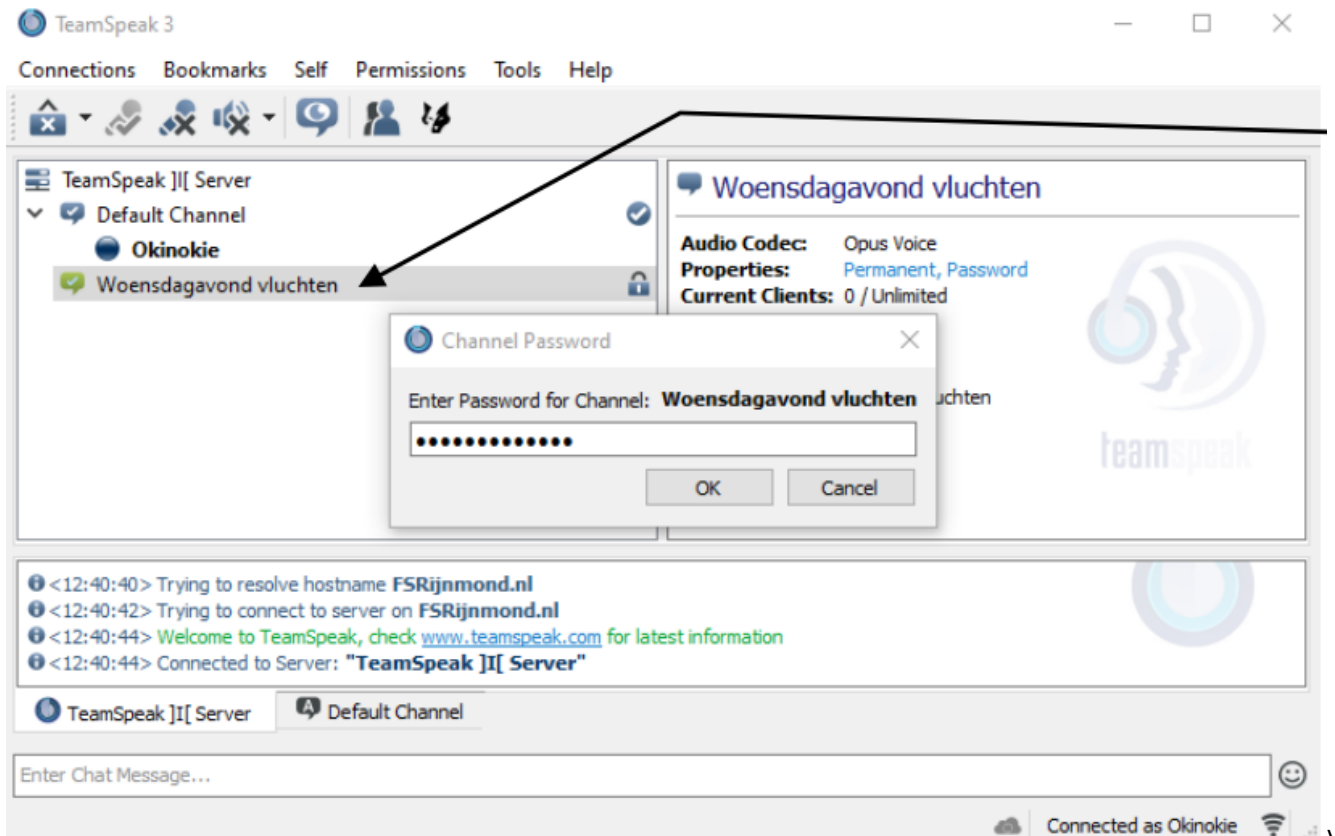 TeamSpeak 3
Connections Bookmarks Self Permissions Tools Help
TeamSpeak ]I[ Server
Default Channel
Okinokie
Woensdagavond vluchten
Woensdagavond vluchten
Audio Codec: Opus Voice
Properties: Permanent, Password
Current Clients: 0 / Unlimited
uchten
teamspeak
Channel Password
Enter Password for Channel: Woensdagavond vluchten
•••••••••••••
OK Cancel
<12:40:40> Trying to resolve hostname FSRijnmond.nl
<12:40:42> Trying to connect to server on FSRijnmond.nl
<12:40:44> Welcome to TeamSpeak, check www.teamspeak.com for latest information
<12:40:44> Connected to Server: "TeamSpeak ]I[ Server"
TeamSpeak ]I[ Server Default Channel
Enter Chat Message...
Connected as Okinokie